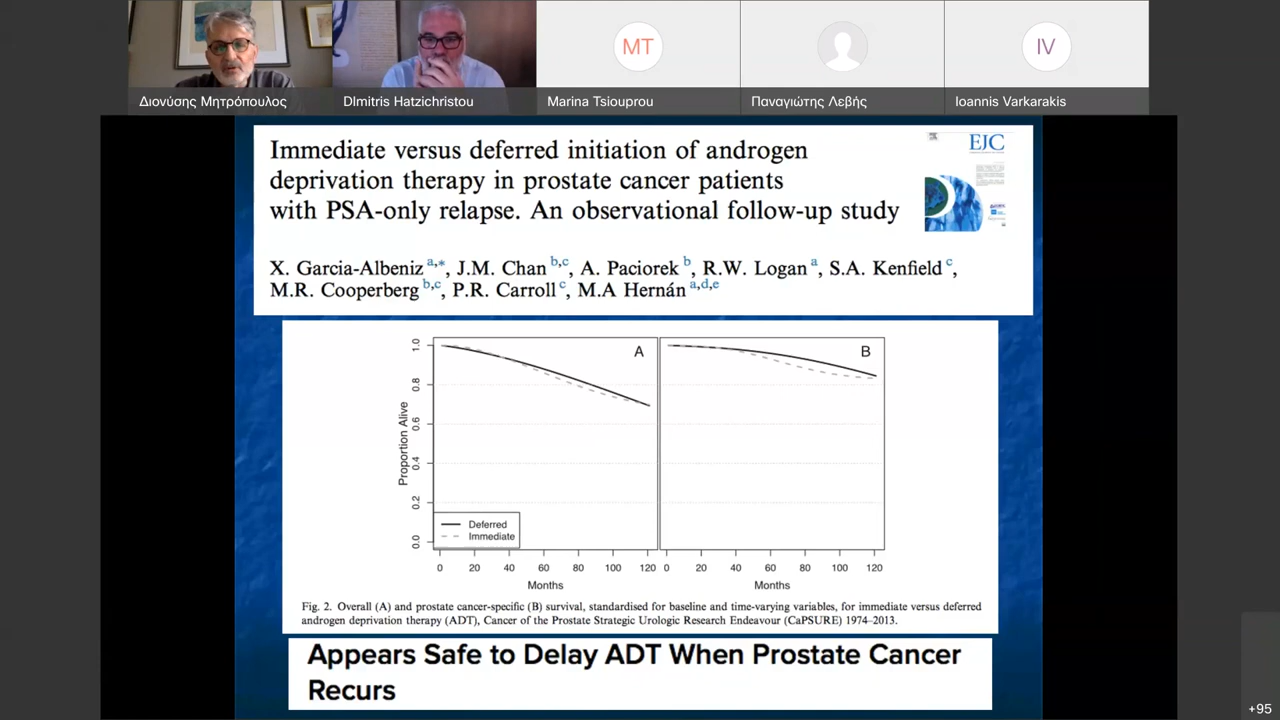 Διονύσης Μητρόπουλος
DImitris Hatzichristou
MT
Marina Tsiouprou
Παναγιώτης Λεβής
IV
Ioannis Varkarakis
Immediate versus deferred initiation of androgen
deprivation therapy in prostate cancer patients
with PSA-only relapse. An observational follow-up study
EJC
X. Garcia-Albeniz a,*, J.M. Chan b,c, A. Paciorek b, R.W. Logan a, S.A. Kenfield c,
M.R. Cooperberg b,c, P.R. Carroll c, M.A Hernán a,d,e
A
B
Proportion Alive
1.0
0.8
0.6
0.4
0.2
0.0
Deferred
Immediate
0 20 40 60 80 100 120
0 20 40 60 80 100 120
Months
Months
Fig. 2. Overall (A) and prostate cancer-specific (B) survival, standardised for baseline and time-varying variables, for immediate versus deferred
androgen deprivation therapy (ADT), Cancer of the Prostate Strategic Urologic Research Endeavour (CaPSURE) 1974–2013.
Appears Safe to Delay ADT When Prostate Cancer
Recurs
+95